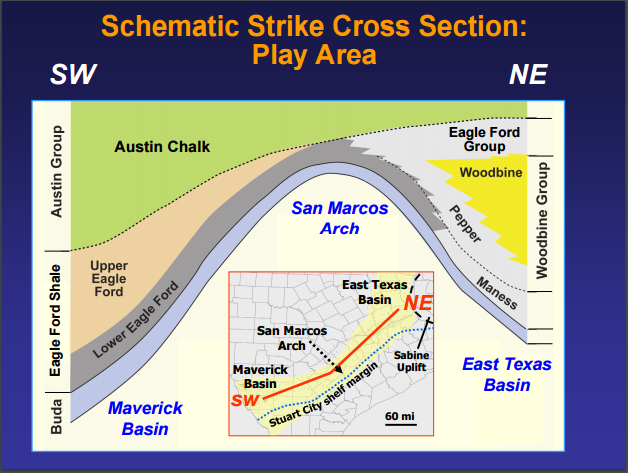 Schematic Strike Cross Section:
Play Area
SW
NE
Austin Group
Eagle Ford Shale
Buda
Austin Chalk
Upper
Eagle
Ford
Lower Eagle Ford
Maverick
Basin
San Marcos
Arch
Eagle Ford
Group
Woodbine
Pepper
Maness
Woodbine Group
East Texas
Basin
East Texas
Basin
NE
San Marcos
Arch
Maverick
Basin
SW
Sabine
Uplift
Stuart City shelf margin
60 mi